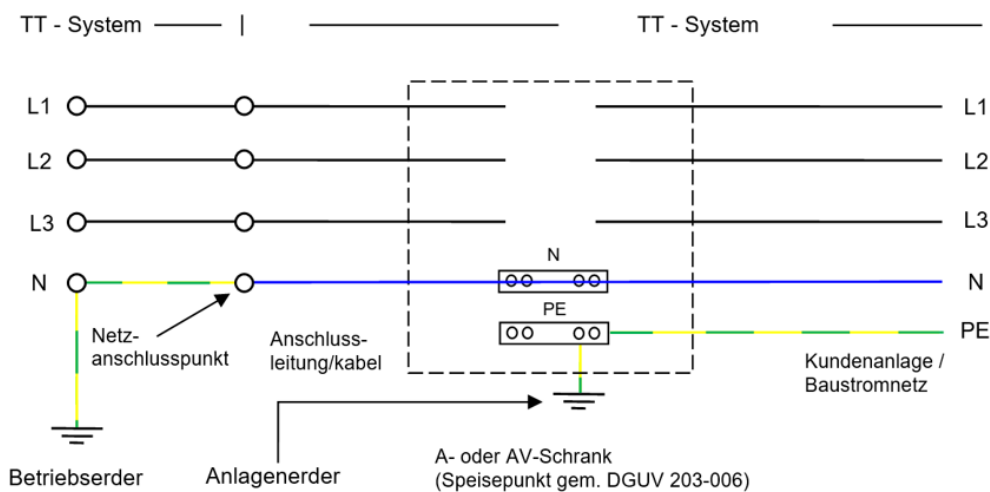 TT - System
TT - System
L1
L1
L2
L2
L3
L3
N
N
N
PE
PE
Netz-
anschlusspunkt
Anschluss-
leitung/kabel
Kundenanlage /
Baustromnetz
Betriebserder
Anlagenerder
A- oder AV-Schrank
(Speisepunkt gem. DGUV 203-006)